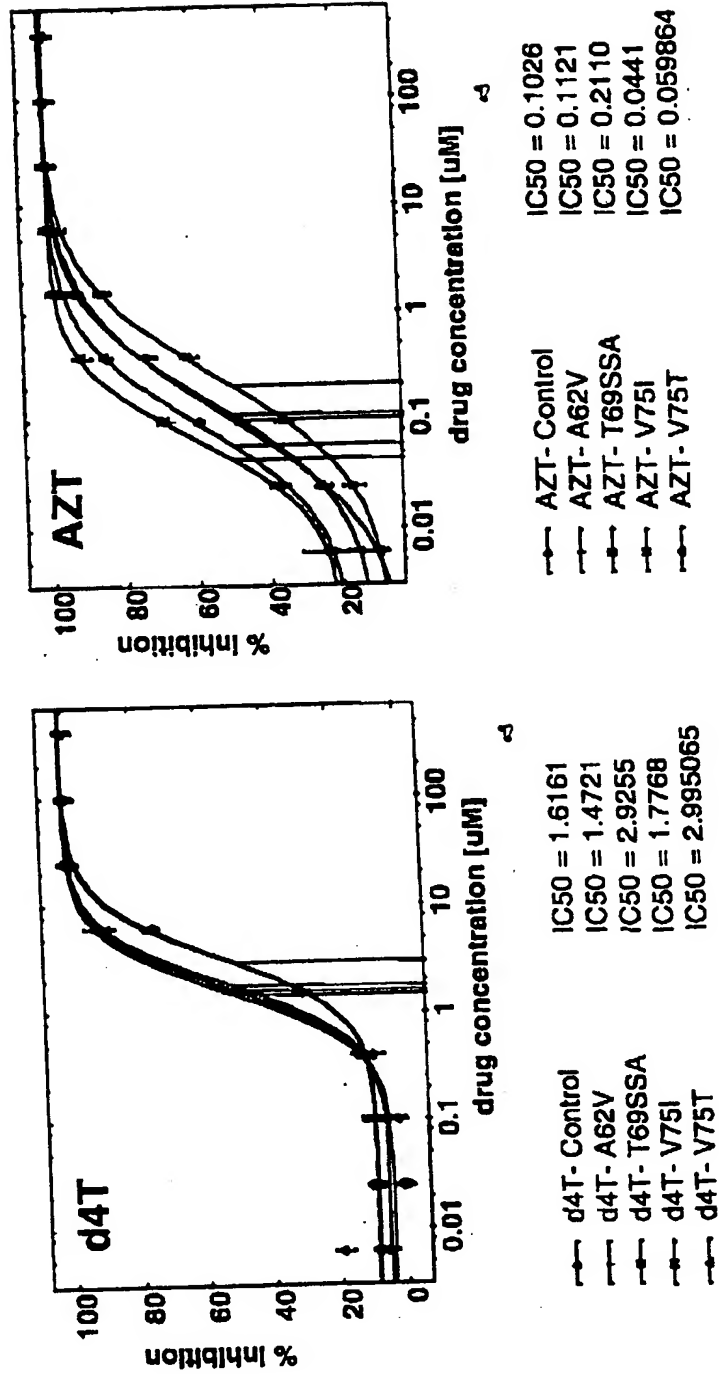 d4T
% Inhibition
100
80
60
40
20
0
0.01
0.1
1
10
100
drug concentration [uM]
d4T- Control IC50 = 1.6161
d4T- A62V IC50 = 1.4721
d4T- T69SSA IC50 = 2.9255
d4T- V75I IC50 = 1.7768
d4T- V75T IC50 = 2.995065
AZT
% Inhibition
100
80
60
40
20
0.01
0.1
1
10
100
drug concentration [uM]
AZT- Control IC50 = 0.1026
AZT- A62V IC50 = 0.1121
AZT- T69SSA IC50 = 0.2110
AZT- V75I IC50 = 0.0441
AZT- V75T IC50 = 0.059864